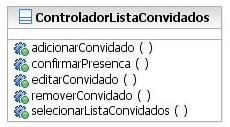 ControladorListaConvidados
adicionarConvidado ( )
confirmarPresenca ( )
editarConvidado ( )
removerConvidado ( )
selecionarListaConvidados ( )